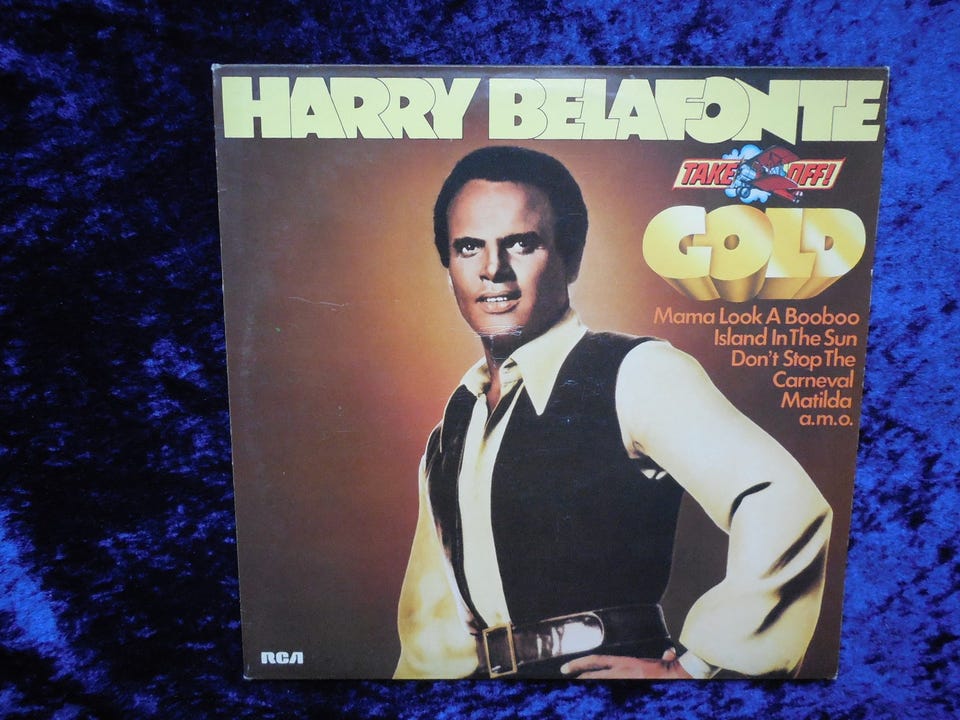 HARRY BELAFONTE
TAKE OFF!
GOLD
Mama Look A Booboo
Island In The Sun
Don't Stop The
Carneval
Matilda
a.m.o.
RCA